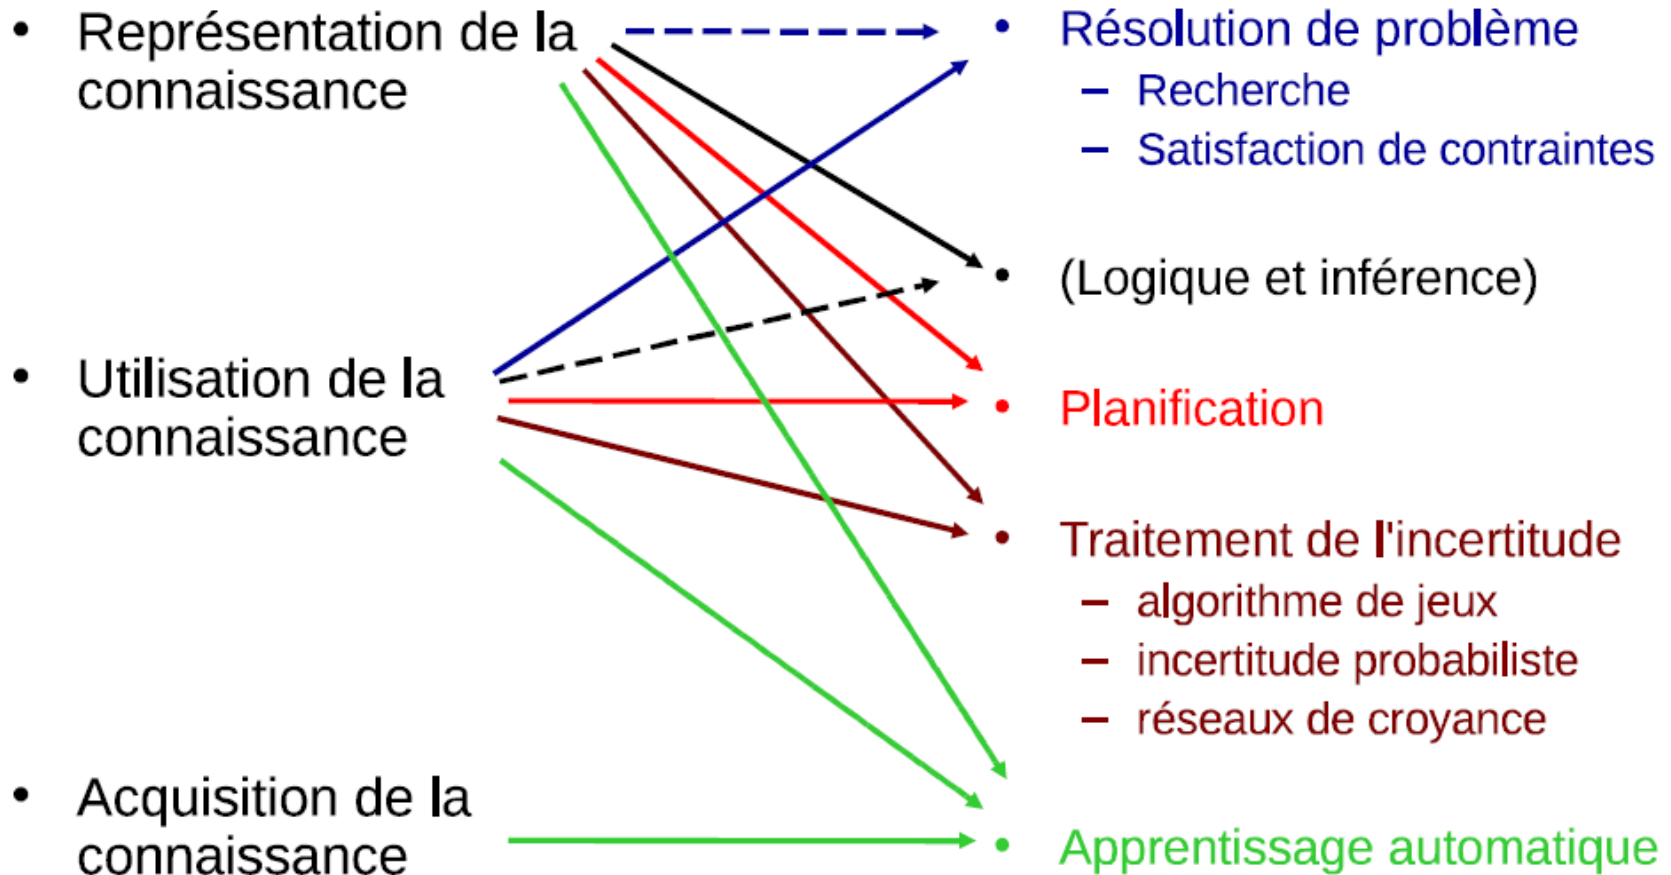 • Représentation de la
connaissance
• Utilisation de la
connaissance
• Acquisition de la
connaissance
• Résolution de problème
– Recherche
– Satisfaction de contraintes
• (Logique et inférence)
• Planification
• Traitement de l'incertitude
– algorithme de jeux
– incertitude probabiliste
– réseaux de croyance
• Apprentissage automatique